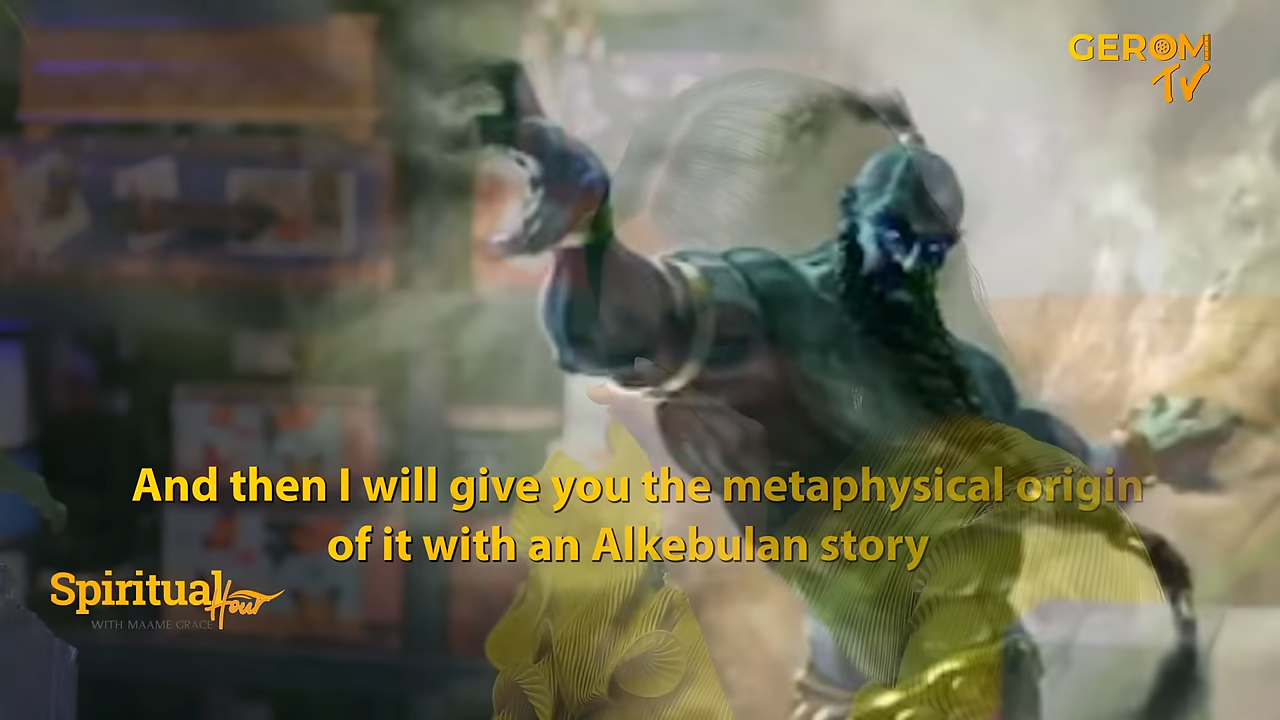 GEROM
TV
And then I will give you the metaphysical origin
of it with an Alkebulan story
Spiritual
Hour
WITH MAAME GRACE